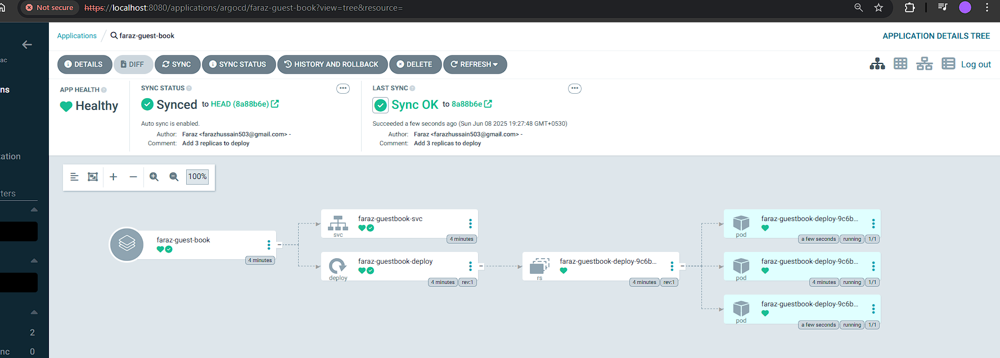 Not secure https://localhost:8080/applications/argocd/faraz-guest-book?view=tree&resource=
ac
ns
ation
ters
2
nc 0
Applications / faraz-guest-book
APPLICATION DETAILS TREE
DETAILS DIFF SYNC SYNC STATUS HISTORY AND ROLLBACK DELETE REFRESH
Log out
APP HEALTH
Healthy
SYNC STATUS
Synced to HEAD (8a88b6e)
Auto sync is enabled.
Author: Faraz <farazhussain503@gmail.com> -
Comment: Add 3 replicas to deploy
LAST SYNC
Sync OK to 8a88b6e
Succeeded a few seconds ago (Sun Jun 08 2025 19:27:48 GMT+0530)
Author: Faraz <farazhussain503@gmail.com> -
Comment: Add 3 replicas to deploy
100%
faraz-guest-book
4 minutes
faraz-guestbook-svc
svc
4 minutes
faraz-guestbook-deploy
deploy
4 minutes rev:1
faraz-guestbook-deploy-9c6b...
rs
4 minutes rev:1
faraz-guestbook-deploy-9c6b...
pod
a few seconds running 1/1
faraz-guestbook-deploy-9c6b...
pod
4 minutes running 1/1
faraz-guestbook-deploy-9c6b...
pod
a few seconds running 1/1